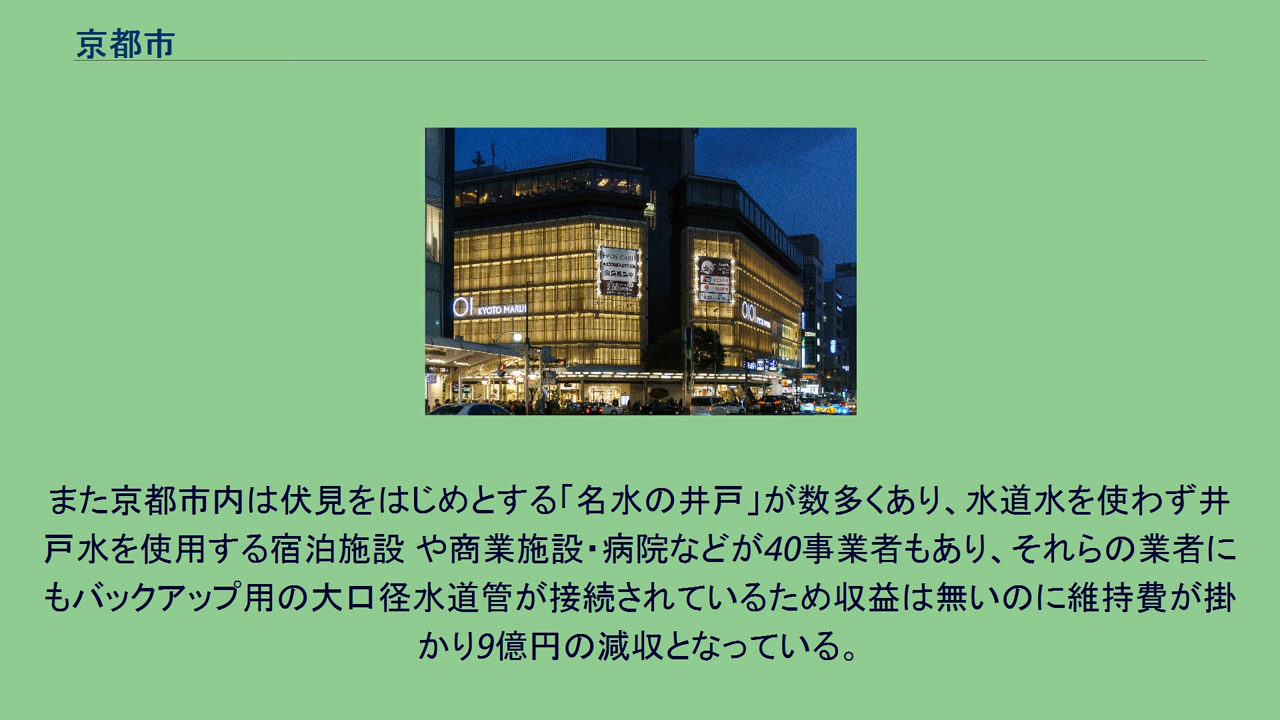 京都市
EPOS CARD
OI KYOTO MARUI
OIOI
また京都市内は伏見をはじめとする「名水の井戸」が数多くあり、水道水を使わず井
戸水を使用する宿泊施設 や商業施設・病院などが40事業者もあり、それらの業者に
もバックアップ用の大口径水道管が接続されているため収益は無いのに維持費が掛
かり9億円の減収となっている。